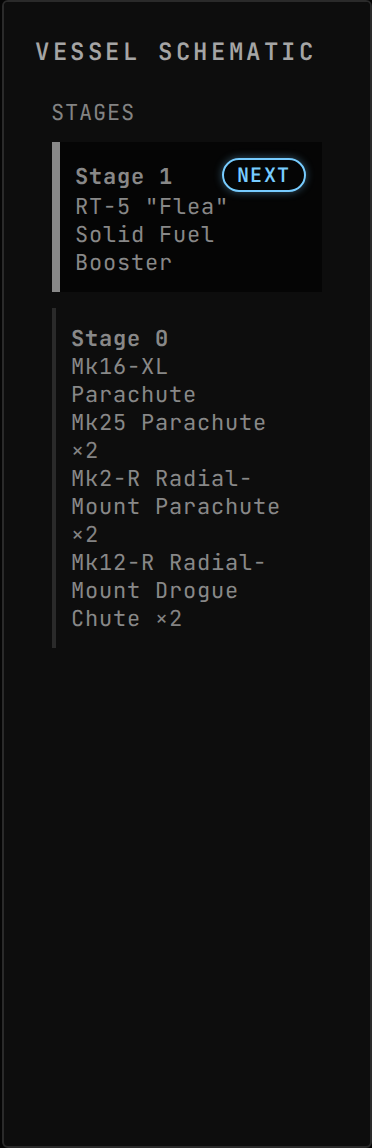 VESSEL SCHEMATIC
STAGES
Stage 1 NEXT
RT-5 "Flea"
Solid Fuel
Booster
Stage 0
Mk16-XL
Parachute
Mk25 Parachute
×2
Mk2-R Radial-
Mount Parachute
×2
Mk12-R Radial-
Mount Drogue
Chute ×2